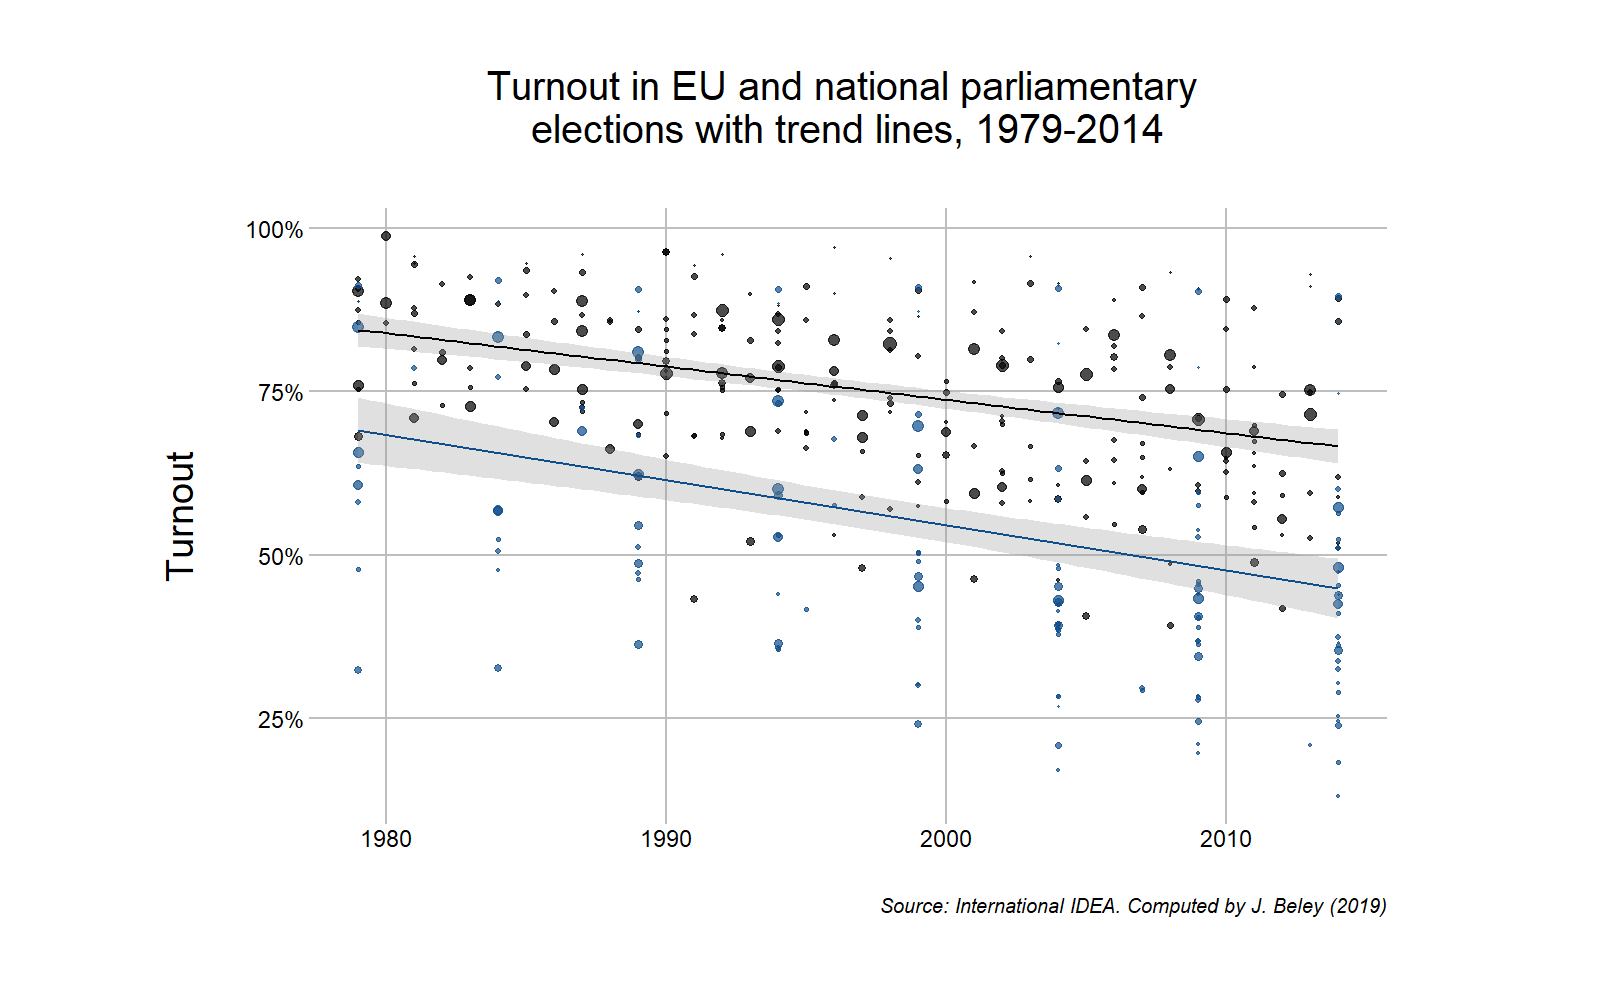 Turnout in EU and national parliamentary
elections with trend lines, 1979-2014
Turnout
100%
75%
50%
25%
1980 1990 2000 2010
Source: International IDEA. Computed by J. Beley (2019)